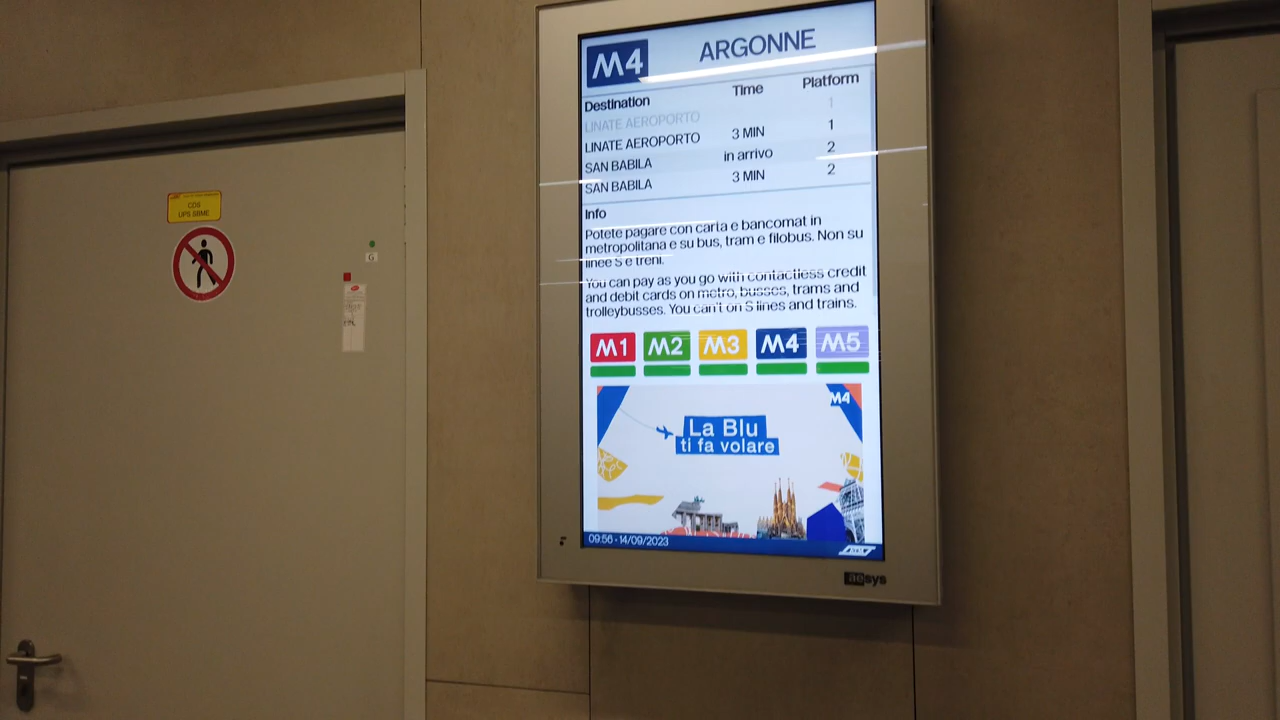 CDS
UPS BBME
G
M4 ARGONNE
Destination Time Platform
LINATE AEROPORTO 1
LINATE AEROPORTO 3 MIN 1
SAN BABILA in arrivo 2
SAN BABILA 3 MIN 2
Info
Potete pagare con carta e bancomat in
metropolitana e su bus, tram e filobus. Non su
linee S e treni.
You can pay as you go with contactless credit
and debit cards on metro, busses, trams and
trolleybusses. You can't on S lines and trains.
M1 M2 M3 M4 M5
M4
La Blu
ti fa volare
09:56 - 14/09/2023
aesys